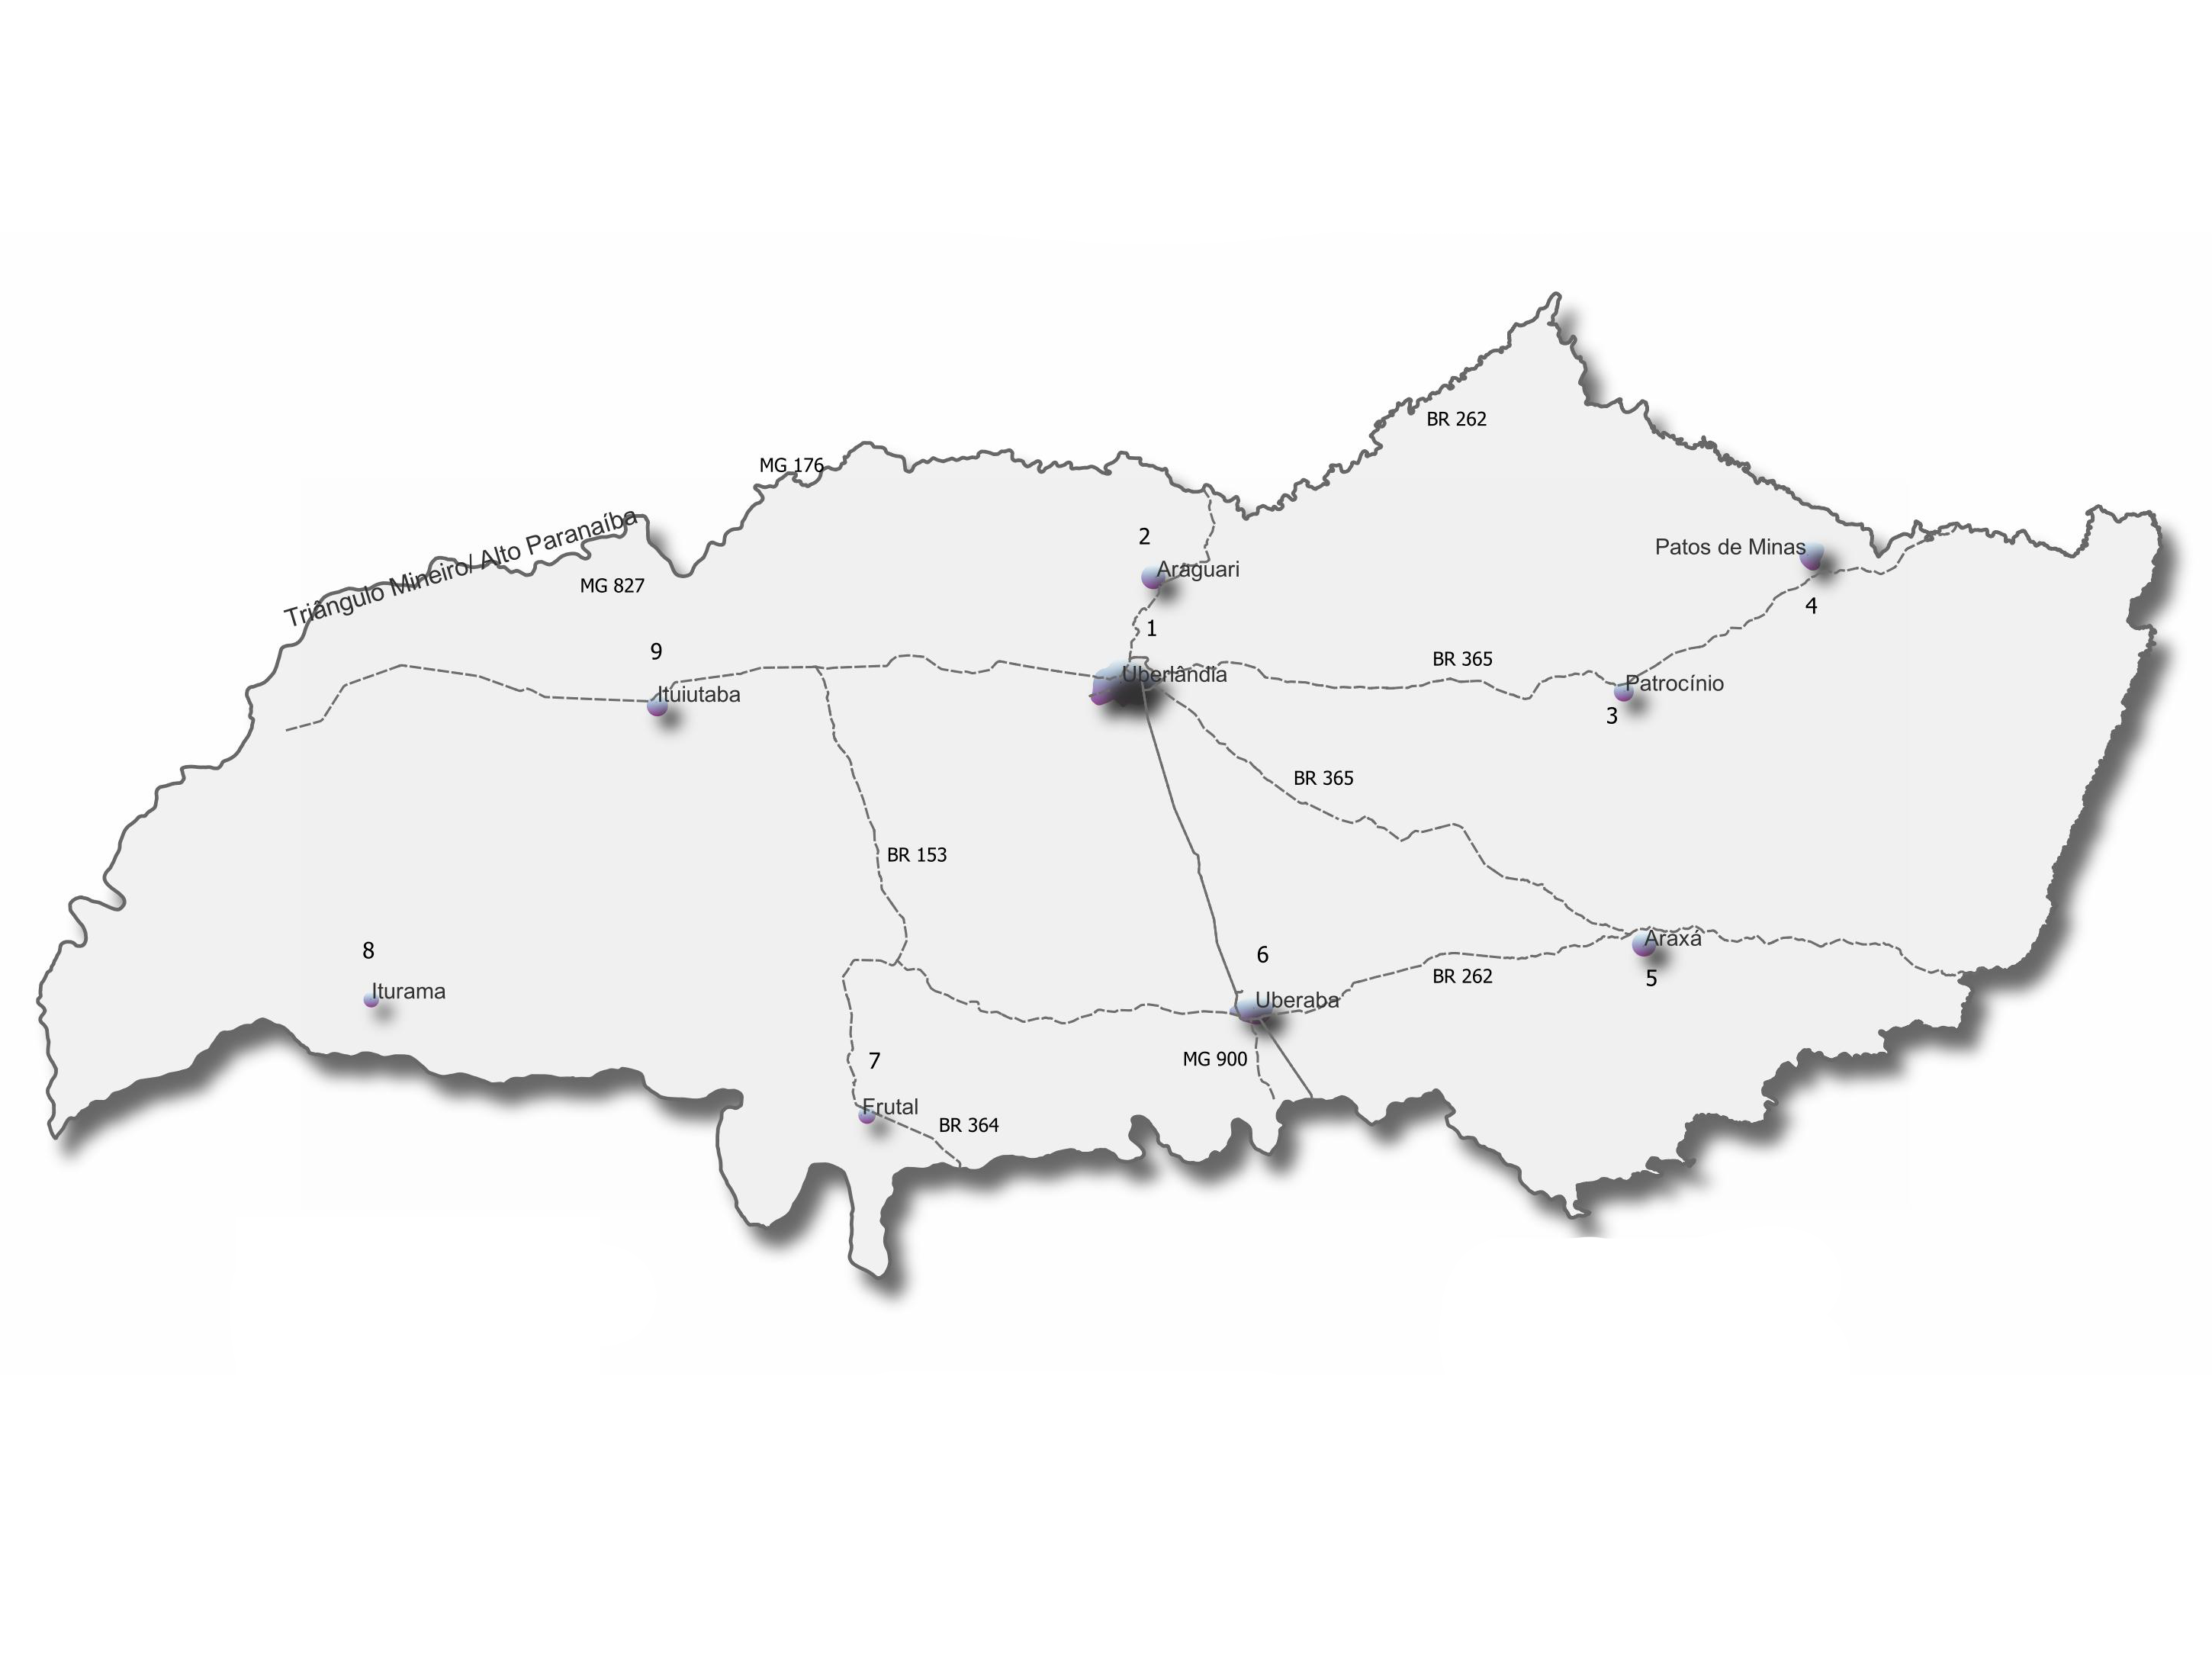 BR 262
MG 176
Triângulo Mineiro/ Alto Paranaíba
MG 827
2
Araguari
Patos de Minas
4
1
9
Ituiutaba
Uberlândia
BR 365
Patrocínio
3
BR 365
BR 153
8
Iturama
6
Uberaba
BR 262
Araxá
5
7
MG 900
Frutal
BR 364